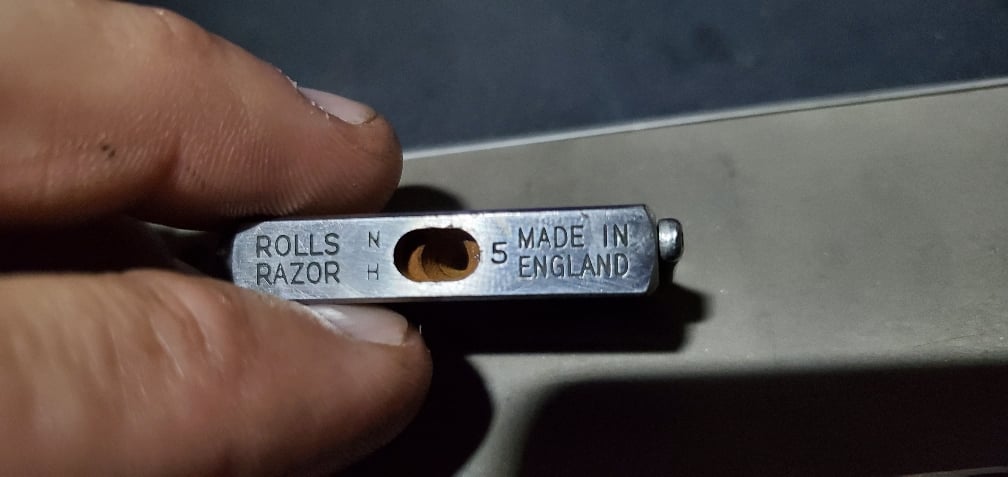 ROLLS
RAZOR
N
H
5
MADE IN
ENGLAND